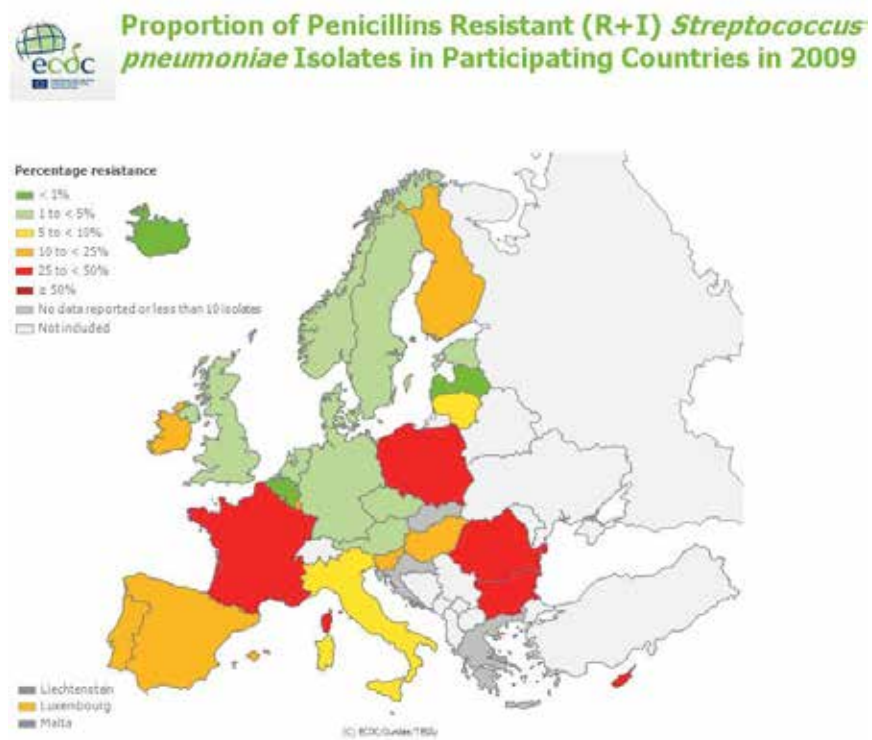 Proportion of Penicillins Resistant (R+I) Streptococcus
pneumoniae Isolates in Participating Countries in 2009
ecdc
Percentage resistance
< 1%
1 to < 5%
5 to < 10%
10 to < 25%
25 to < 50%
≥ 50%
No data reported or less than 10 isolates
Not included
Liechtenstein
Luxembourg
Malta
(C) ECDC/Dundas/TESSy